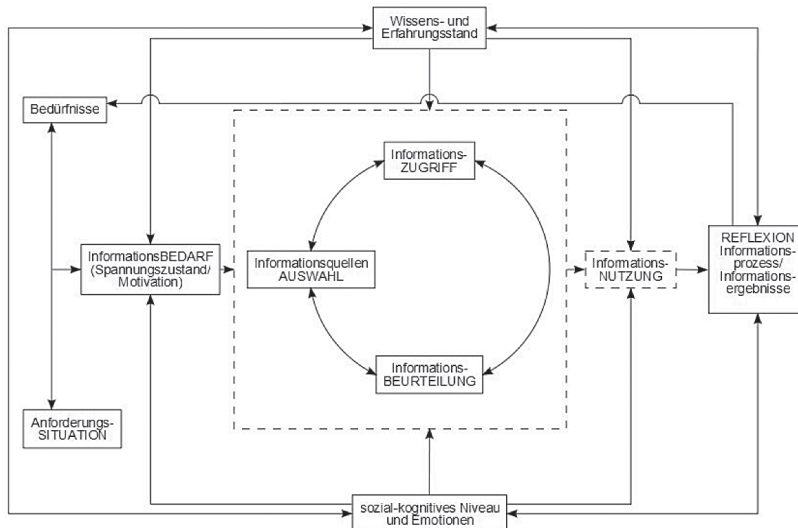 Wissens- und
Erfahrungsstand
Bedürfnisse
Informations-
ZUGRIFF
InformationsBEDARF
(Spannungszustand/
Motivation)
Informationsquellen
AUSWAHL
Informations-
NUTZUNG
REFLEXION
Informations-
prozess/
Informations-
ergebnisse
Informations-
BEURTEILUNG
Anforderungs-
SITUATION
sozial-kognitives Niveau
und Emotionen